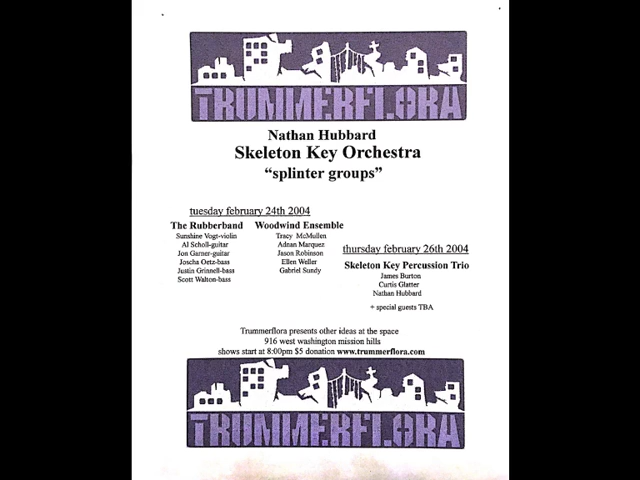 TRUMMERFLORA
Nathan Hubbard
Skeleton Key Orchestra
“splinter groups”
tuesday february 24th 2004
The Rubberband
Sunshine Vogt-violin
Al Scholl-guitar
Jon Garner-guitar
Joscha Oetz-bass
Justin Grinnell-bass
Scott Walton-bass
Woodwind Ensemble
Tracy McMullen
Adnan Marquez
Jason Robinson
Ellen Weller
Gabriel Sundy
thursday february 26th 2004
Skeleton Key Percussion Trio
James Burton
Curtis Glatter
Nathan Hubbard
+ special guests TBA
Trummerflora presents other ideas at the space
916 west washington mission hills
shows start at 8:00pm $5 donation www.trummerflora.com
TRUMMERFLORA